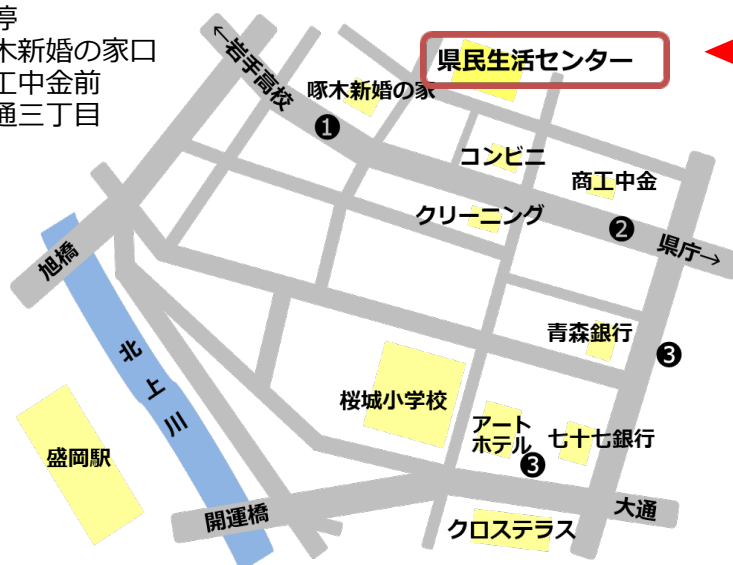 亭
木新婚の家口
工中金前
通三丁目
←岩手高校
県民生活センター
啄木新婚の家
❶
コンビニ
商工中金
クリーニング
❷
県庁→
旭橋
青森銀行
❸
北上川
桜城小学校
アート
ホテル
七十七銀行
❸
盛岡駅
開運橋
大通
クロステラス